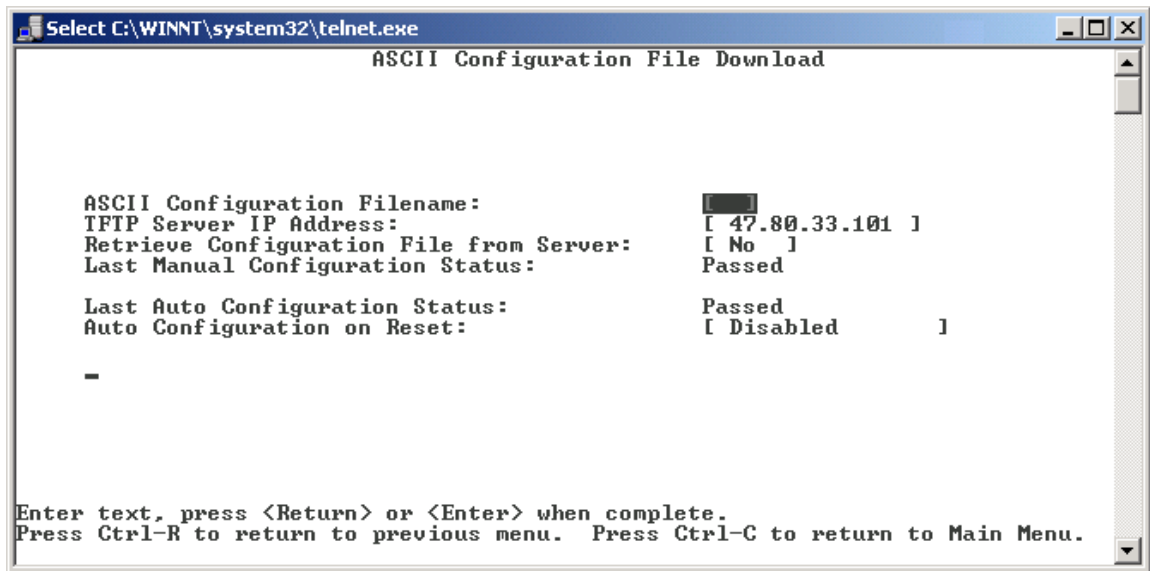 Select C:\WINNT\system32\telnet.exe
ASCII Configuration File Download
ASCII Configuration Filename: [ ]
TFTP Server IP Address: [ 47.80.33.101 ]
Retrieve Configuration File from Server: [ No ]
Last Manual Configuration Status: Passed
Last Auto Configuration Status: Passed
Auto Configuration on Reset: [ Disabled ]
Enter text, press <Return> or <Enter> when complete.
Press Ctrl-R to return to previous menu. Press Ctrl-C to return to Main Menu.